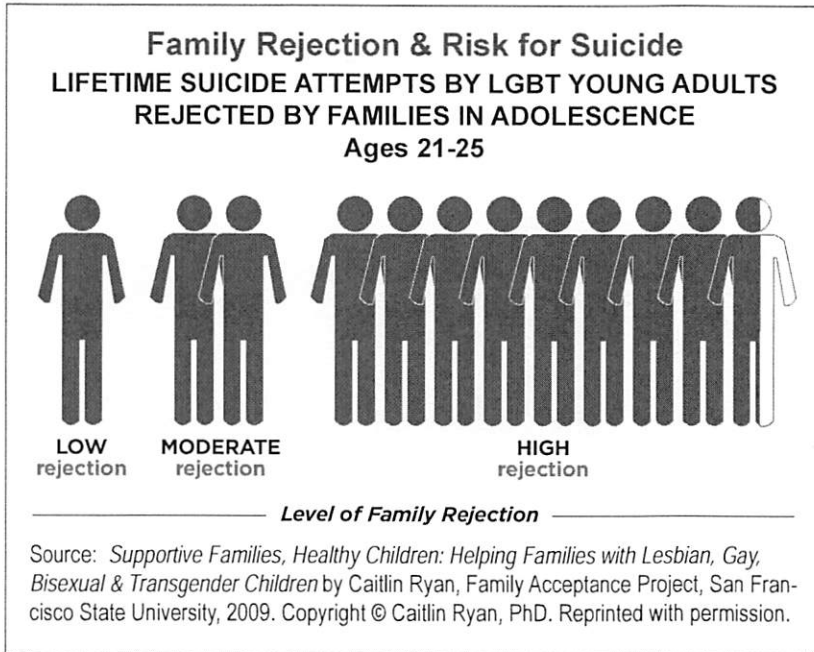 Family Rejection & Risk for Suicide
LIFETIME SUICIDE ATTEMPTS BY LGBT YOUNG ADULTS
REJECTED BY FAMILIES IN ADOLESCENCE
Ages 21-25
LOW
rejection
MODERATE
rejection
HIGH
rejection
Level of Family Rejection
Source: Supportive Families, Healthy Children: Helping Families with Lesbian, Gay,
Bisexual & Transgender Children by Caitlin Ryan, Family Acceptance Project, San Fran-
cisco State University, 2009. Copyright © Caitlin Ryan, PhD. Reprinted with permission.